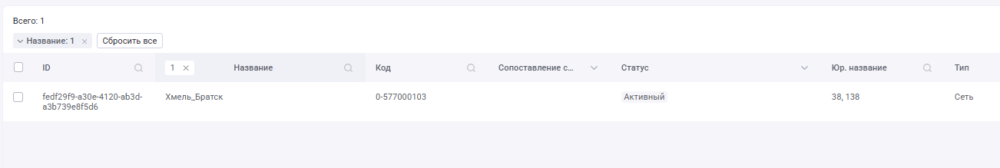 Всего: 1
Название: 1
Сбросить все
ID
1
Название
Код
Сопоставление с...
Статус
Юр. название
Тип
fedf29f9-a30e-4120-ab3d-
a3b739e8f5d6
Хмель_Братск
0-577000103
Активный
38, 138
Сеть